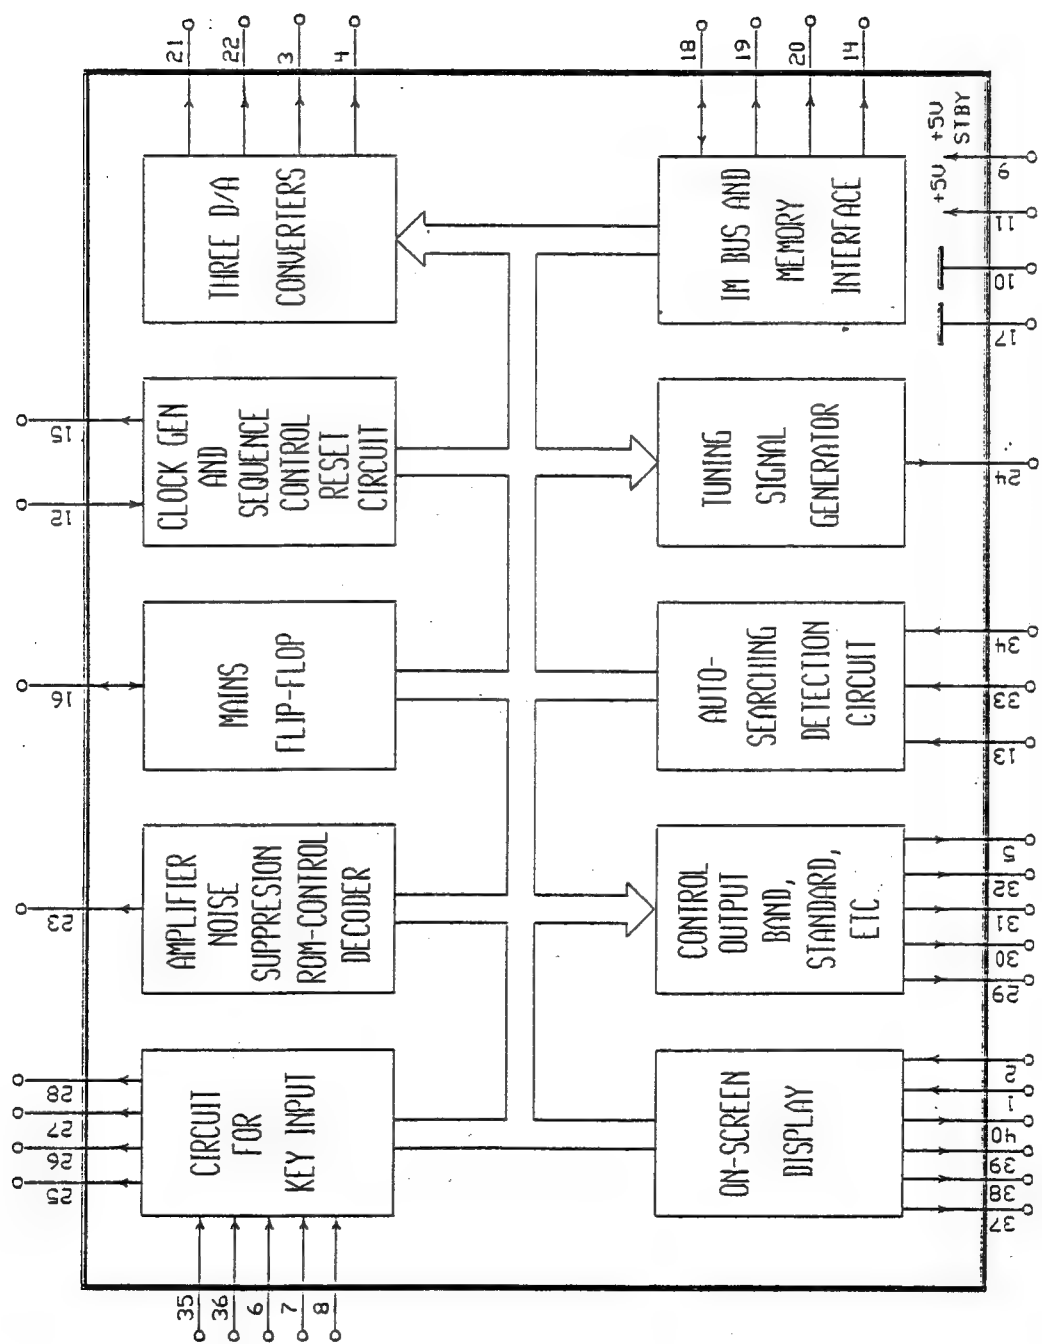 21
22
3
4
18
19
20
14
THREE D/A
CONVERTERS
IM BUS AND
MEMORY
INTERFACE
+5V
STBY
+5V
9
11
10
17
15
12
CLOCK GEN
AND
SEQUENCE
CONTROL
RESET
CIRCUIT
TUNING
SIGNAL
GENERATOR
24
16
MAINS
FLIP-FLOP
AUTO-
SEARCHING
DETECTION
CIRCUIT
34
33
13
23
AMPLIFIER
NOISE
SUPPRESION
ROM-CONTROL
DECODER
CONTROL
OUTPUT
BAND,
STANDARD,
ETC.
5
32
31
30
29
28
27
26
25
CIRCUIT
FOR
KEY INPUT
ON-SCREEN
DISPLAY
2
1
40
39
38
37
35
36
6
7
8